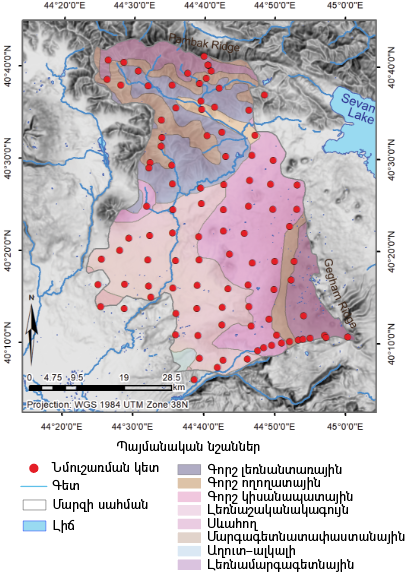 44°20'0"E 44°30'0"E 44°40'0"E 44°50'0"E 45°0'0"E
Pambak Ridge
40°40'0"N 40°40'0"N
Sevan
Lake
40°30'0"N 40°30'0"N
40°20'0"N 40°20'0"N
Gegham Ridge
N
40°10'0"N 40°10'0"N
0 4.75 9.5 19 28.5
km
Projection: WGS 1984 UTM Zone 38N
44°20'0"E 44°30'0"E 44°40'0"E 44°50'0"E 45°0'0"E
Պայմանական նշաններ
Նմուշառման կետ
Գետ
Մարզի սահման
Լիճ
Գորշ լեռնանտառային
Գորշ ողողատային
Գորշ կիսանապատային
Լեռնաշականակագույն
Սևահող
Մարգագետնատափաստանային
Աղուտ-ալկալի
Լեռնամարգագետնային